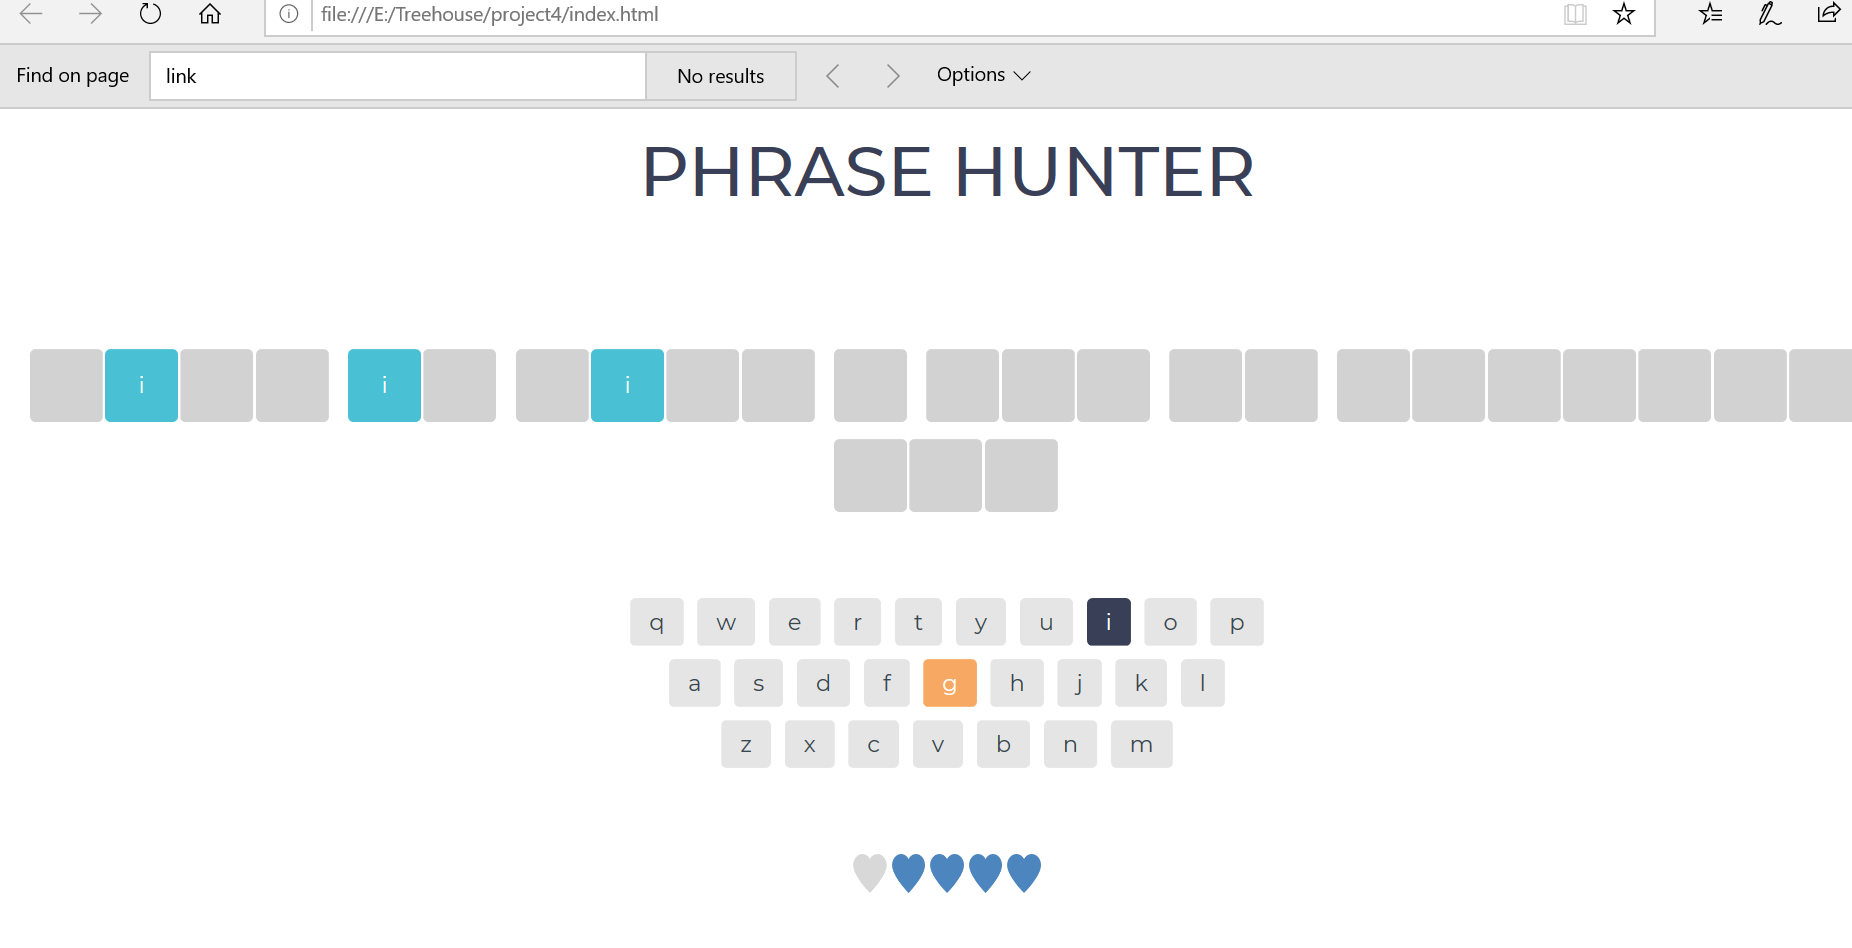 file:///E:/Treehouse/project4/index.html
Find on page link No results Options
PHRASE HUNTER
i i i
q w e r t y u i o p
a s d f g h j k l
z x c v b n m